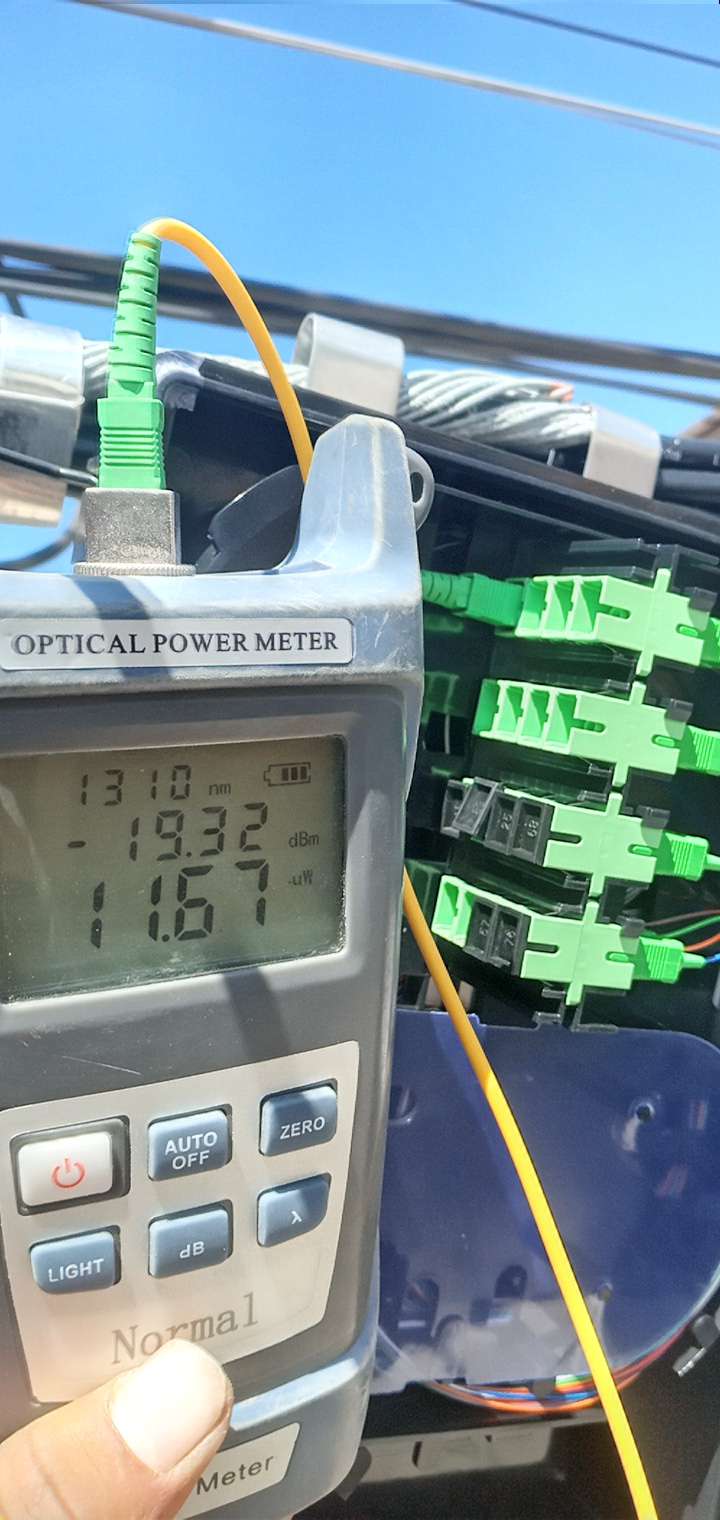 OPTICAL POWER METER
1310 nm
-19.32 dBm
11.67 uW
AUTO OFF
ZERO
LIGHT
dB
λ
Normal
Meter